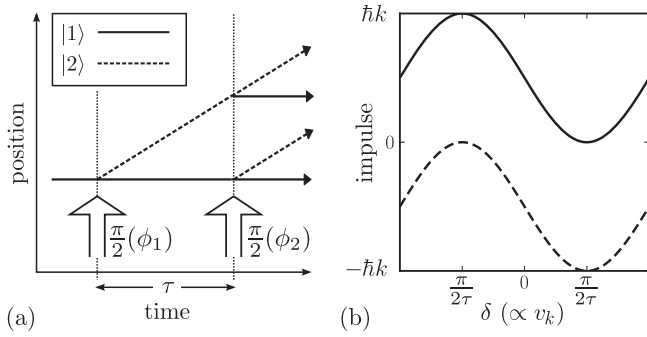 |1⟩
|2⟩
position
π/2(ϕ₁)
π/2(ϕ₂)
τ
time
(a)
ħk
0
−ħk
impulse
π/2τ
0
π/2τ
δ (∝ vₖ)
(b)